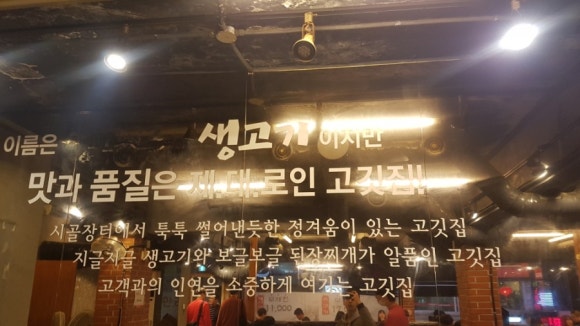 이름은 생고기이지만
맛과 품질은 제.대.로인 고깃집!
시골장터에서 툭툭 썰어낸듯한 정겨움이 있는 고깃집
지글지글 생고기와 보글보글 된장찌개가 일품인 고깃집
고객과의 인연을 소중하게 여기는 고깃집